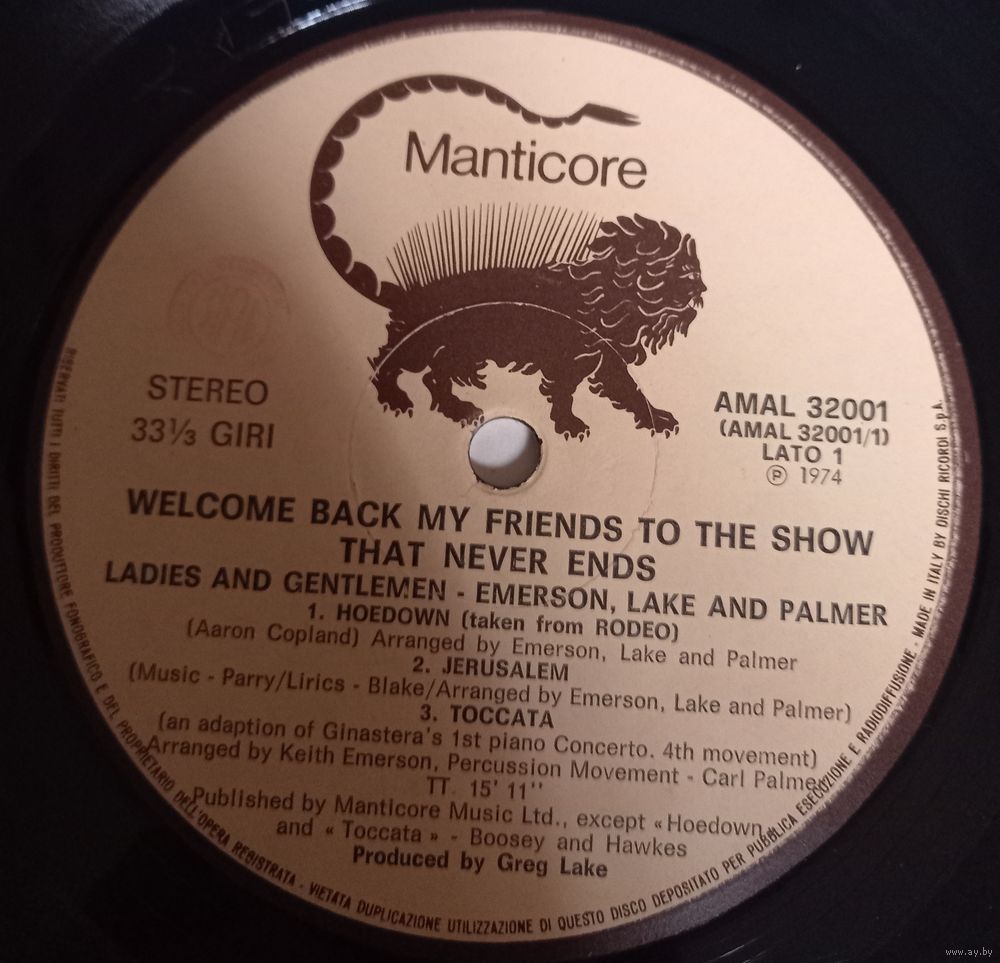 Manticore
STEREO
33⅓ GIRI
AMAL 32001
(AMAL 32001/1)
LATO 1
℗ 1974
WELCOME BACK MY FRIENDS TO THE SHOW
THAT NEVER ENDS
LADIES AND GENTLEMEN - EMERSON, LAKE AND PALMER
1. HOEDOWN (taken from RODEO)
(Aaron Copland) Arranged by Emerson, Lake and Palmer
2. JERUSALEM
(Music - Parry/Lirics - Blake/Arranged by Emerson, Lake and Palmer)
3. TOCCATA
(an adaption of Ginastera's 1st piano Concerto. 4th movement)
Arranged by Keith Emerson, Percussion Movement - Carl Palmer
TT. 15' 11''
Published by Manticore Music Ltd., except «Hoedown»
and « Toccata » - Boosey and Hawkes
Produced by Greg Lake
RISERVATI TUTTI I DIRITTI DEL PRODUTTORE FONOGRAFICO E DEL PROPRIETARIO DELL'OPERA REGISTRATA - VIETATA DUPLICAZIONE UTILIZZAZIONE DI QUESTO DISCO DEPOSITATO PER PUBBLICA ESECUZIONE E RADIODIFFUSIONE - MADE IN ITALY BY DISCHI RICORDI S.p.A.
www.ay.by